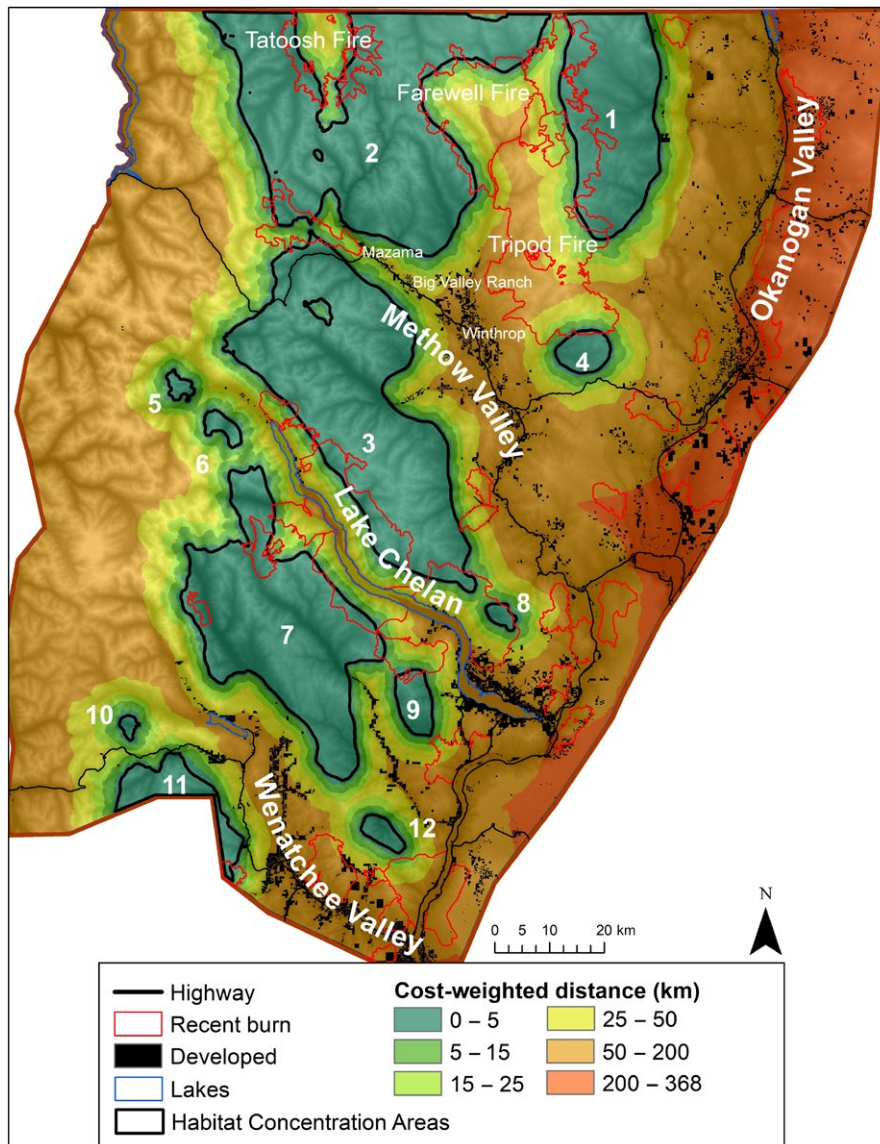 Tatoosh Fire
Farewell Fire
1
2
Okanogan Valley
Mazama
Tripod Fire
Big Valley Ranch
Methow Valley
Winthrop
4
5
3
6
Lake Chelan
8
7
9
10
11
12
Wenatchee Valley
N
0 5 10 20 km
Highway
Recent burn
Developed
Lakes
Habitat Concentration Areas
Cost-weighted distance (km)
0 – 5
5 – 15
15 – 25
25 – 50
50 – 200
200 – 368